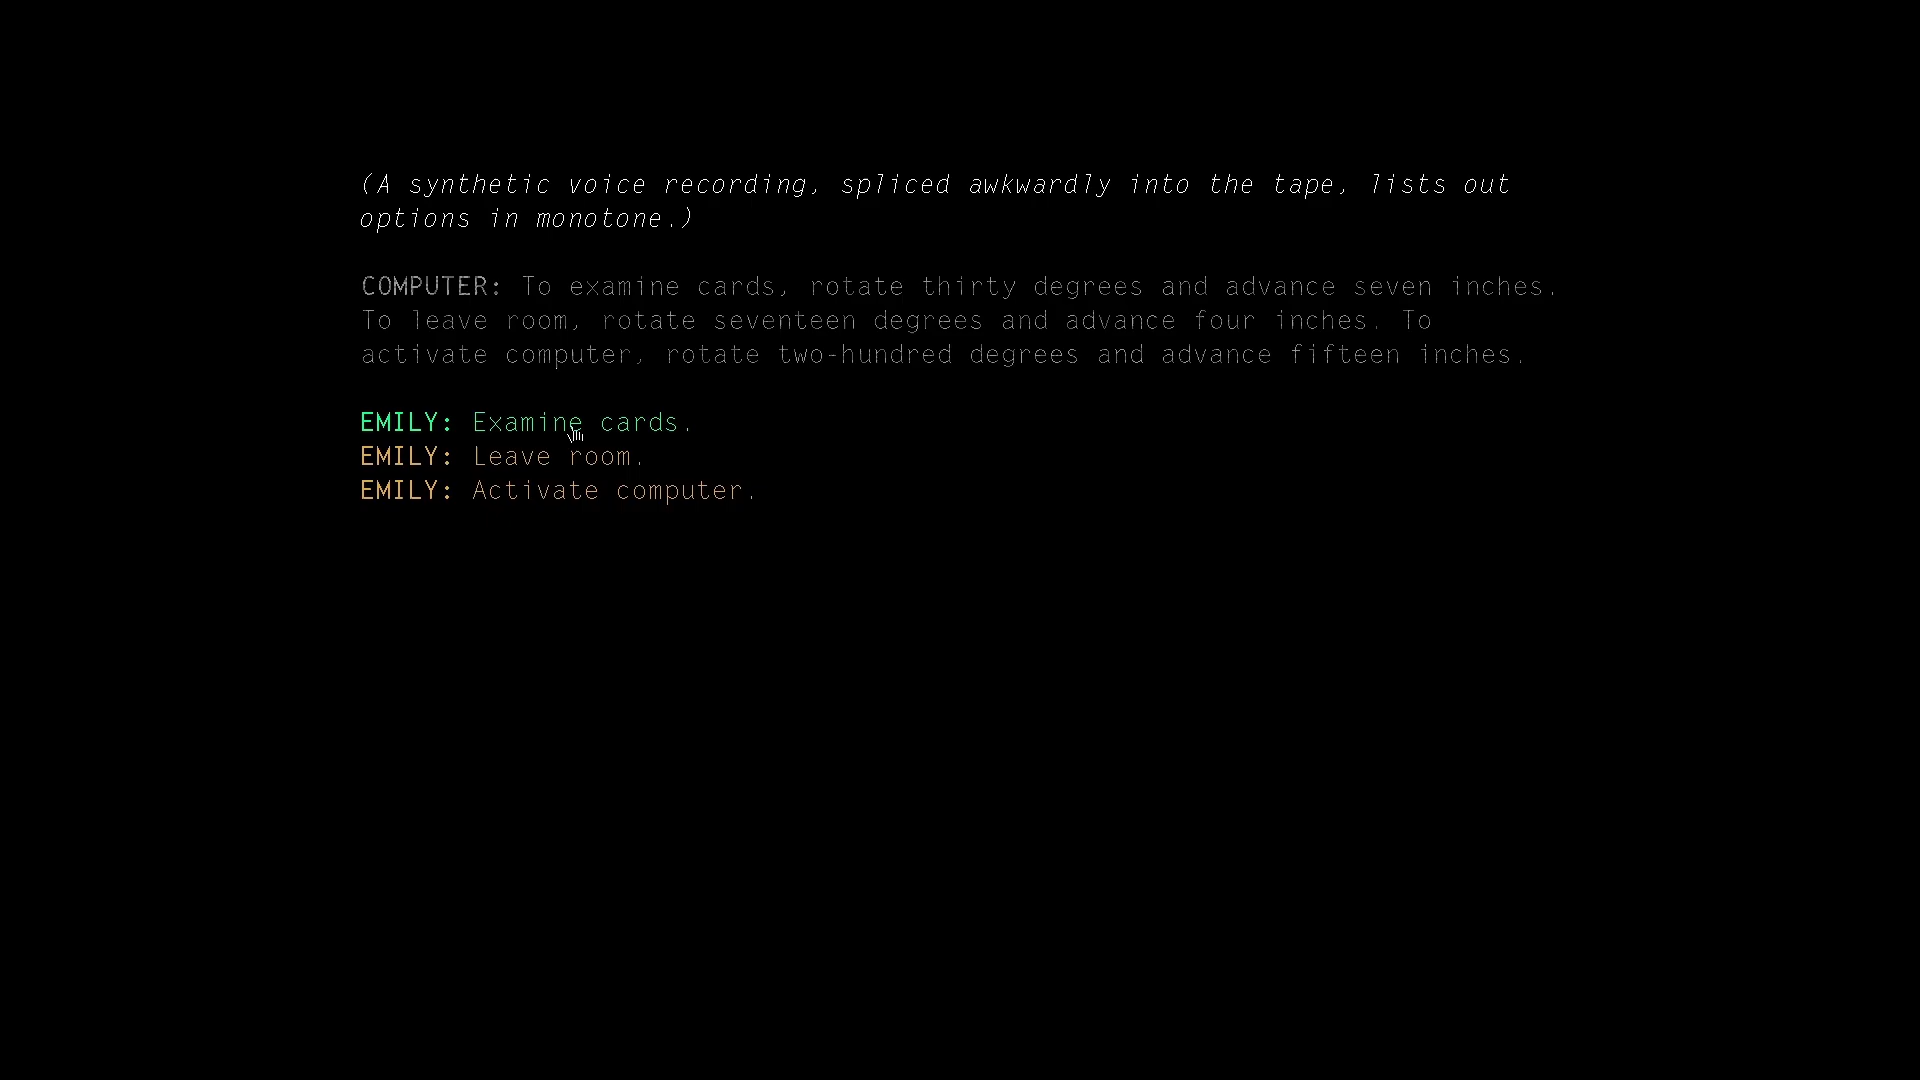 (A synthetic voice recording, spliced awkwardly into the tape, lists out
options in monotone.)
COMPUTER: To examine cards, rotate thirty degrees and advance seven inches.
To leave room, rotate seventeen degrees and advance four inches. To
activate computer, rotate two-hundred degrees and advance fifteen inches.
EMILY: Examine cards.
EMILY: Leave room.
EMILY: Activate computer.